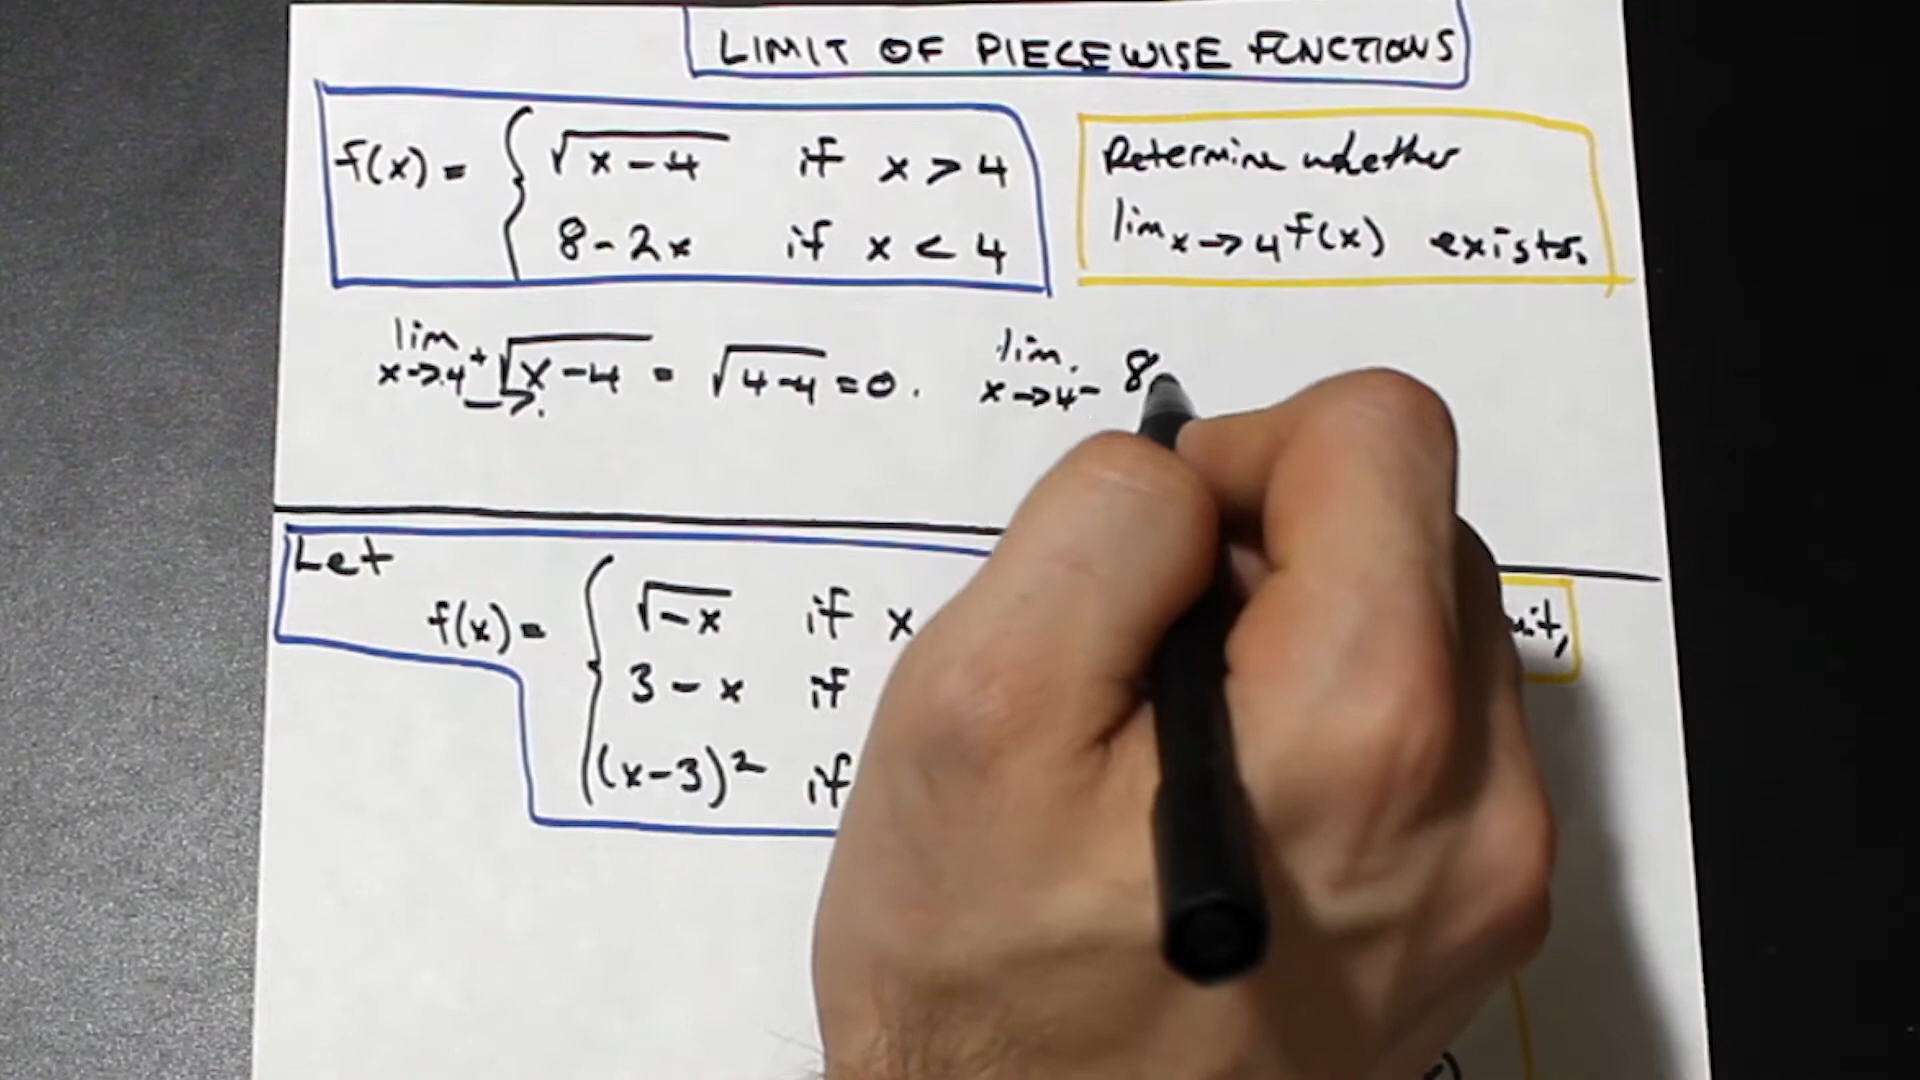 LIMIT OF PIECEWISE FUNCTIONS
f(x) = { √x-4 if x > 4
8-2x if x < 4
Determine whether
lim x→4 f(x) exists.
lim x→4⁺ √x-4 = √4-4 = 0.
lim x→4- 8
Let
f(x) = { √-x if x
3-x if
(x-3)² if